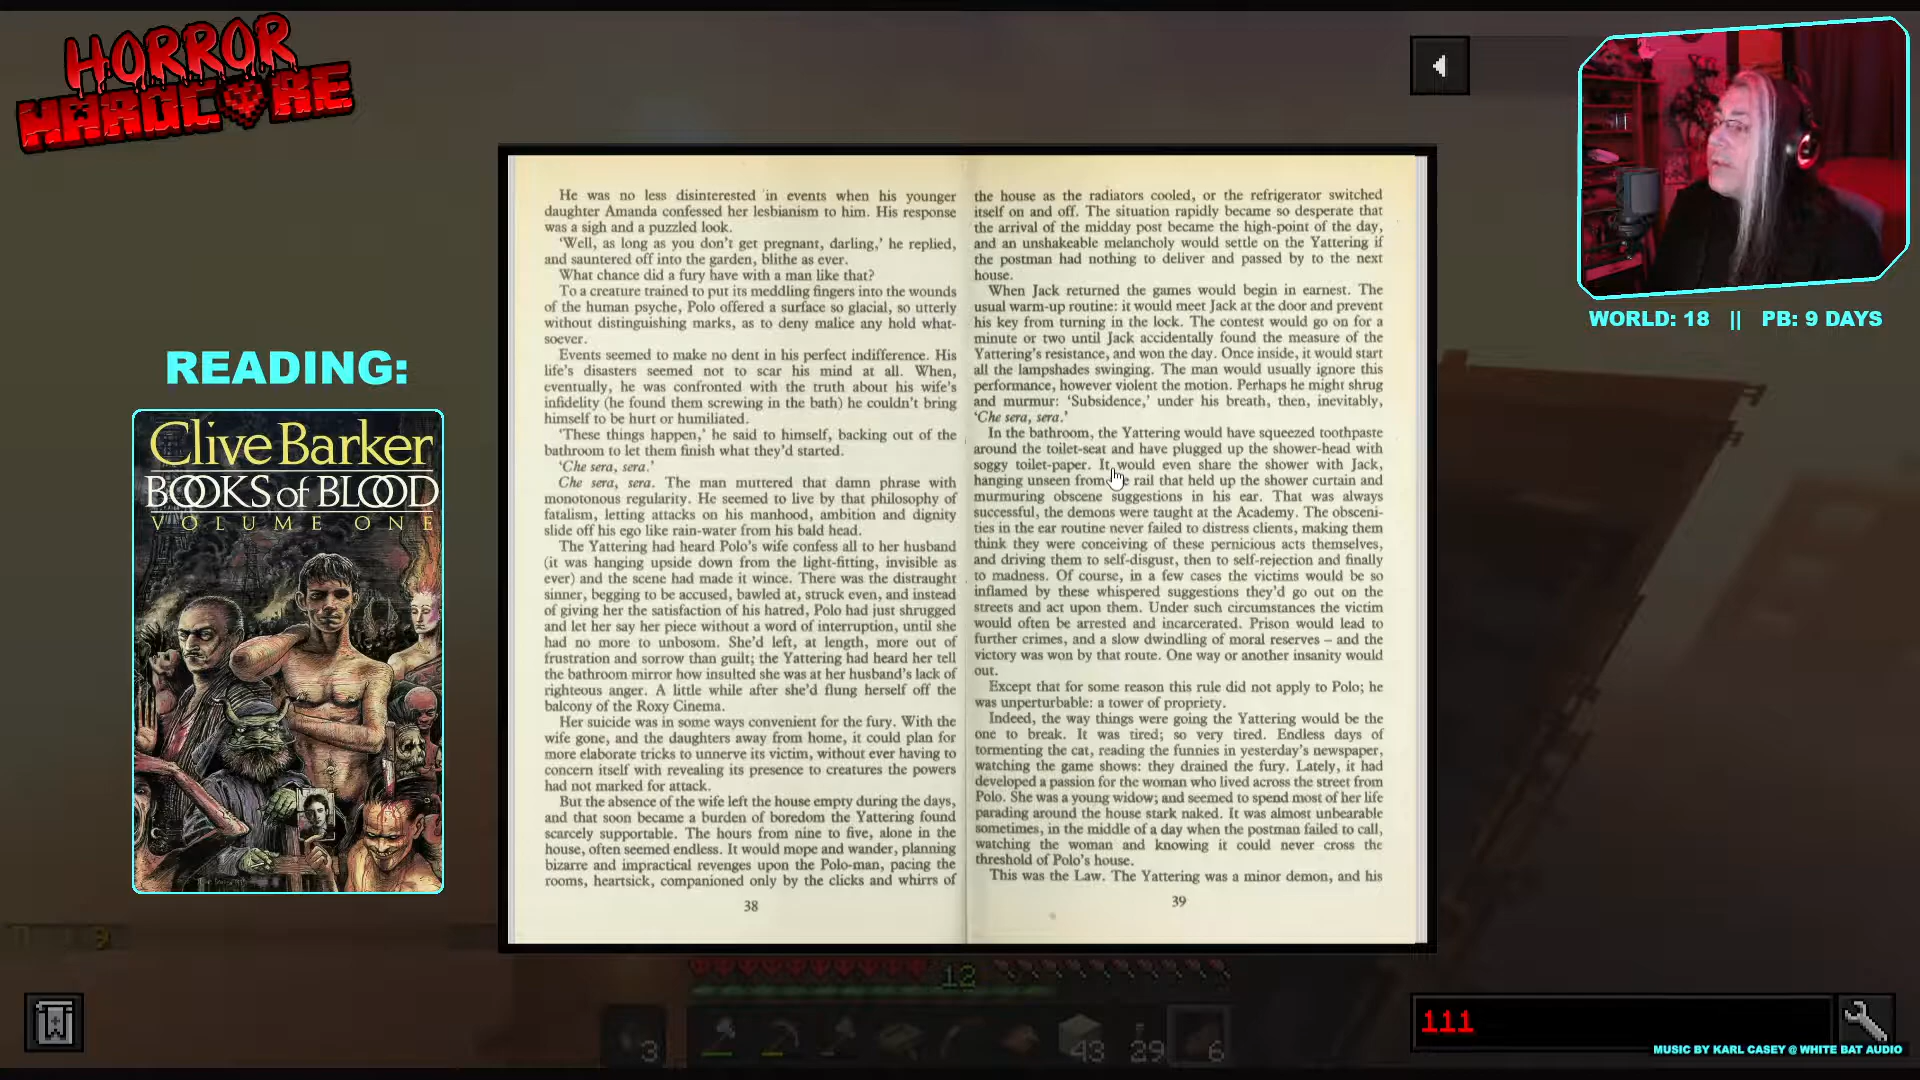 HORROR
HARDCORE
READING:
Clive Barker
BOOKS of BLOOD
VOLUME ONE
He was no less disinterested in events when his younger
daughter Amanda confessed her lesbianism to him. His response
was a sigh and a puzzled look.
‘Well, as long as you don't get pregnant, darling,’ he replied,
and sauntered off into the garden, blithe as ever.
What chance did a fury have with a man like that?
To a creature trained to put its meddling fingers into the wounds
of the human psyche, Polo offered a surface so glacial, so utterly
without distinguishing marks, as to deny malice any hold what-
soever.
Events seemed to make no dent in his perfect indifference. His
life's disasters seemed not to scar his mind at all. When,
eventually, he was confronted with the truth about his wife's
infidelity (he found them screwing in the bath) he couldn't bring
himself to be hurt or humiliated.
‘These things happen,’ he said to himself, backing out of the
bathroom to let them finish what they'd started.
‘Che sera, sera.’
Che sera, sera. The man muttered that damn phrase with
monotonous regularity. He seemed to live by that philosophy of
fatalism, letting attacks on his manhood, ambition and dignity
slide off his ego like rain-water from his bald head.
The Yattering had heard Polo's wife confess all to her husband
(it was hanging upside down from the light-fitting, invisible as
ever) and the scene had made it wince. There was the distraught
sinner, begging to be accused, bawled at, struck even, and instead
of giving her the satisfaction of his hatred, Polo had just shrugged
and let her say her piece without a word of interruption, until she
had no more to unbosom. She'd left, at length, more out of
frustration and sorrow than guilt; the Yattering had heard her tell
the bathroom mirror how insulted she was at her husband's lack of
righteous anger. A little while after she'd flung herself off the
balcony of the Roxy Cinema.
Her suicide was in some ways convenient for the fury. With the
wife gone, and the daughters away from home, it could plan for
more elaborate tricks to unnerve its victim, without ever having to
concern itself with revealing its presence to creatures the powers
had not marked for attack.
But the absence of the wife left the house empty during the days,
and that soon became a burden of boredom the Yattering found
scarcely supportable. The hours from nine to five, alone in the
house, often seemed endless. It would mope and wander, planning
bizarre and impractical revenges upon the Polo-man, pacing the
rooms, heartsick, companioned only by the clicks and whirrs of
38
the house as the radiators cooled, or the refrigerator switched
itself on and off. The situation rapidly became so desperate that
the arrival of the midday post became the high-point of the day,
and an unshakeable melancholy would settle on the Yattering if
the postman had nothing to deliver and passed by to the next
house.
When Jack returned the games would begin in earnest. The
usual warm-up routine: it would meet Jack at the door and prevent
his key from turning in the lock. The contest would go on for a
minute or two until Jack accidentally found the measure of the
Yattering's resistance, and won the day. Once inside, it would start
all the lampshades swinging. The man would usually ignore this
performance, however violent the motion. Perhaps he might shrug
and murmur: ‘Subsidence,’ under his breath, then, inevitably,
‘Che sera, sera.’
In the bathroom, the Yattering would have squeezed toothpaste
around the toilet-seat and have plugged up the shower-head with
soggy toilet-paper. It would even share the shower with Jack,
hanging unseen from the rail that held up the shower curtain and
murmuring obscene suggestions in his ear. That was always
successful, the demons were taught at the Academy. The obsceni-
ties in the ear routine never failed to distress clients, making them
think they were conceiving of these pernicious acts themselves,
and driving them to self-disgust, then to self-rejection and finally
to madness. Of course, in a few cases the victims would be so
inflamed by these whispered suggestions they'd go out on the
streets and act upon them. Under such circumstances the victim
would often be arrested and incarcerated. Prison would lead to
further crimes, and a slow dwindling of moral reserves – and the
victory was won by that route. One way or another insanity would
out.
Except that for some reason this rule did not apply to Polo; he
was unperturbable: a tower of propriety.
Indeed, the way things were going the Yattering would be the
one to break. It was tired; so very tired. Endless days of
tormenting the cat, reading the funnies in yesterday's newspaper,
watching the game shows: they drained the fury. Lately, it had
developed a passion for the woman who lived across the street from
Polo. She was a young widow; and seemed to spend most of her life
parading around the house stark naked. It was almost unbearable
sometimes, in the middle of a day when the postman failed to call,
watching the woman and knowing it could never cross the
threshold of Polo's house.
This was the Law. The Yattering was a minor demon, and his
39
WORLD: 18 || PB: 9 DAYS
12
3
43
29
6
111
MUSIC BY KARL CASEY @ WHITE BAT AUDIO